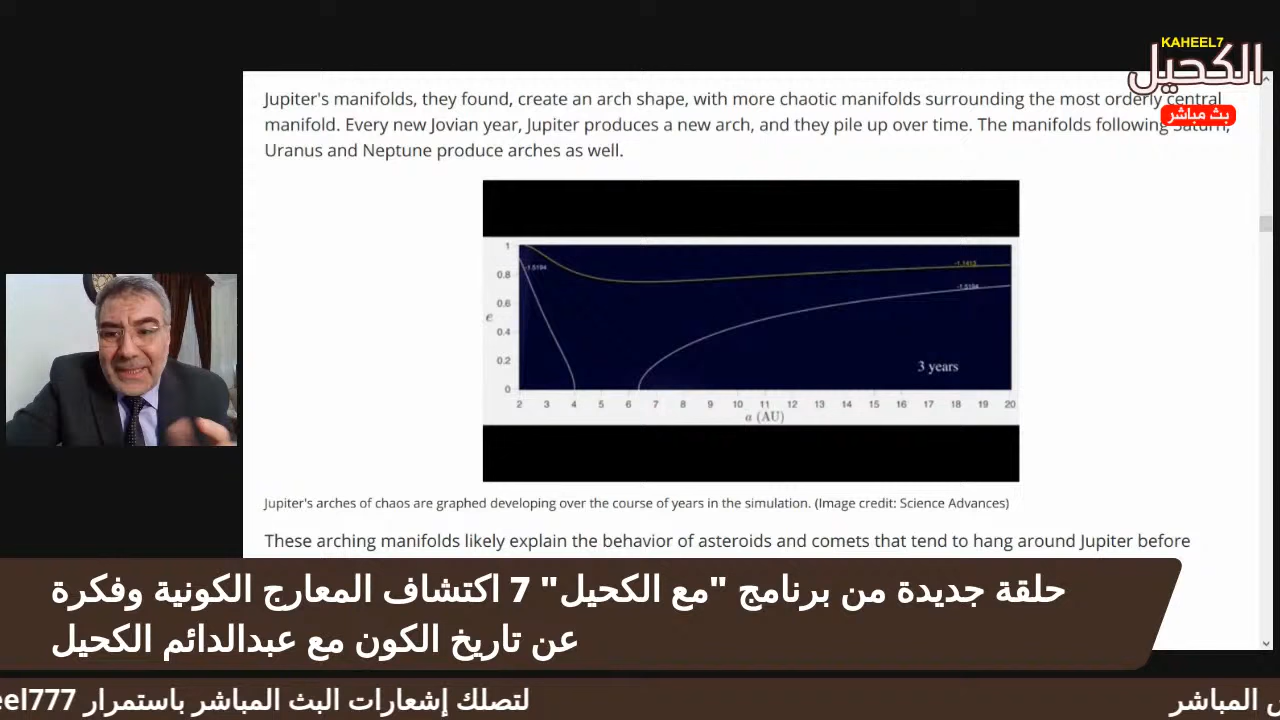 KAHEEL7
الكحيل
بث مباشر
Jupiter's manifolds, they found, create an arch shape, with more chaotic manifolds surrounding the most orderly central
manifold. Every new Jovian year, Jupiter produces a new arch, and they pile up over time. The manifolds following Saturn,
Uranus and Neptune produce arches as well.
1
0.8
0.6
e
0.4
0.2
0
-1.5194
-1.5194
3 years
2 3 4 5 6 7 8 9 10 11 12 13 14 15 16 17 18 19 20
a (AU)
Jupiter's arches of chaos are graphed developing over the course of years in the simulation. (Image credit: Science Advances)
These arching manifolds likely explain the behavior of asteroids and comets that tend to hang around Jupiter before
حلقة جديدة من برنامج "مع الكحيل" 7 اكتشاف المعارج الكونية وفكرة
عن تاريخ الكون مع عبدالدائم الكحيل
المباشر
لتصلك إشعارات البث المباشر باستمرار eel777